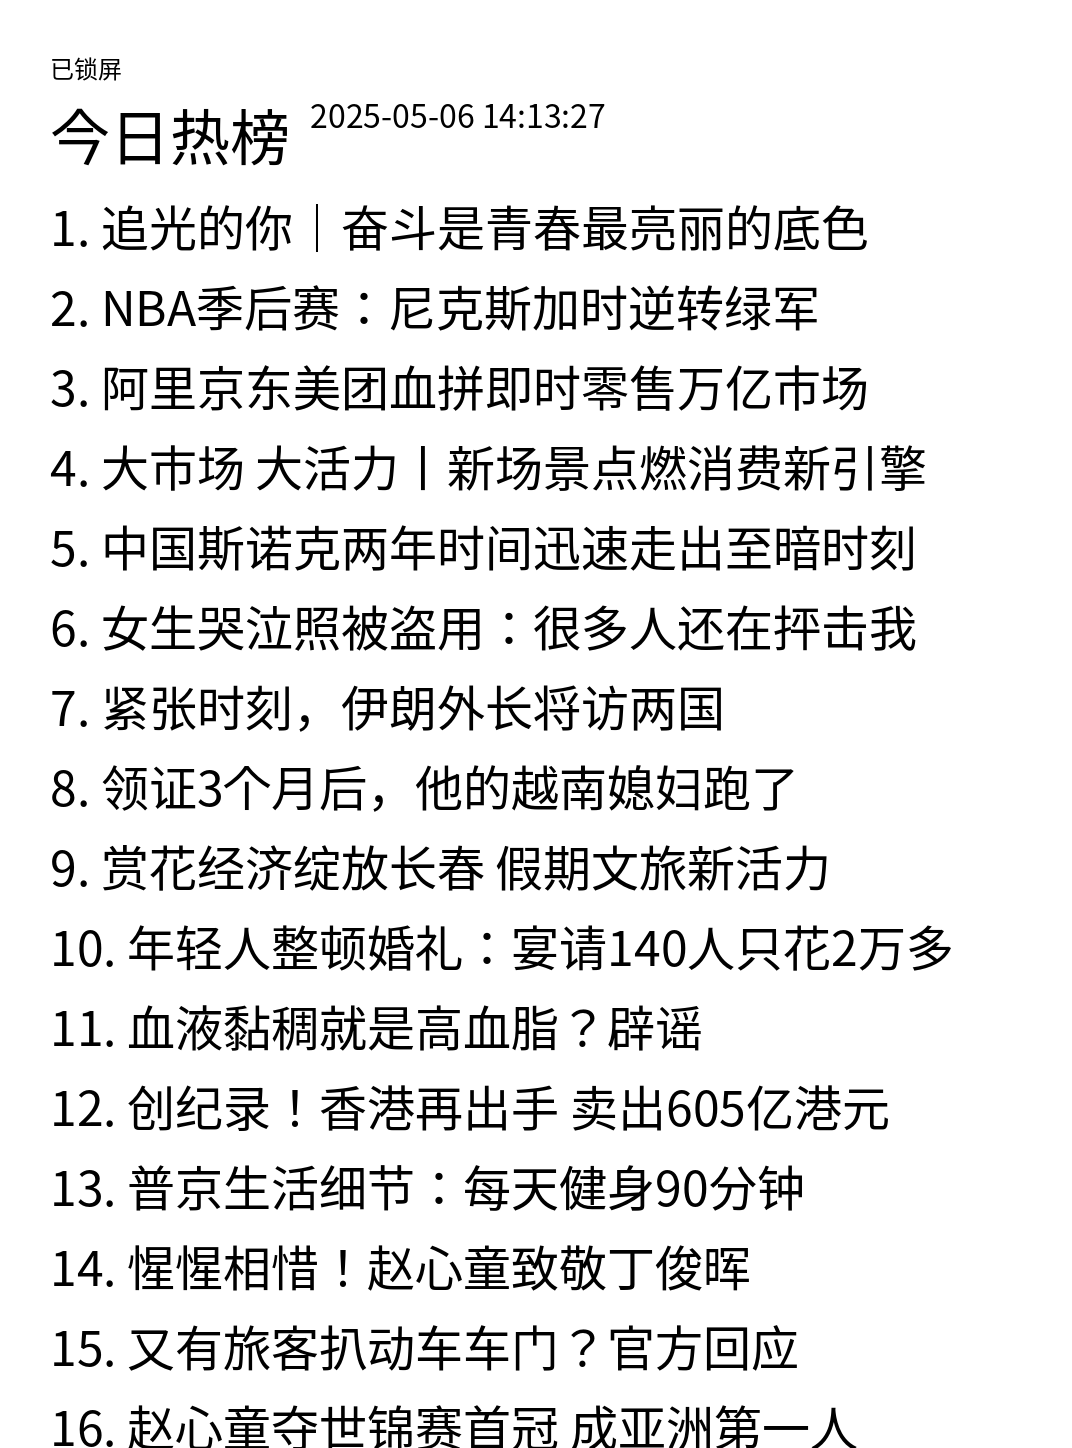 已锁屏
今日热榜 2025-05-06 14:13:27
1. 追光的你｜奋斗是青春最亮丽的底色
2. NBA季后赛：尼克斯加时逆转绿军
3. 阿里京东美团血拼即时零售万亿市场
4. 大市场 大活力丨新场景点燃消费新引擎
5. 中国斯诺克两年时间迅速走出至暗时刻
6. 女生哭泣照被盗用：很多人还在抨击我
7. 紧张时刻，伊朗外长将访两国
8. 领证3个月后，他的越南媳妇跑了
9. 赏花经济绽放长春 假期文旅新活力
10. 年轻人整顿婚礼：宴请140人只花2万多
11. 血液黏稠就是高血脂？辟谣
12. 创纪录！香港再出手 卖出605亿港元
13. 普京生活细节：每天健身90分钟
14. 惺惺相惜！赵心童致敬丁俊晖
15. 又有旅客扒动车车门？官方回应
16. 赵心童夺世锦赛首冠 成亚洲第一人